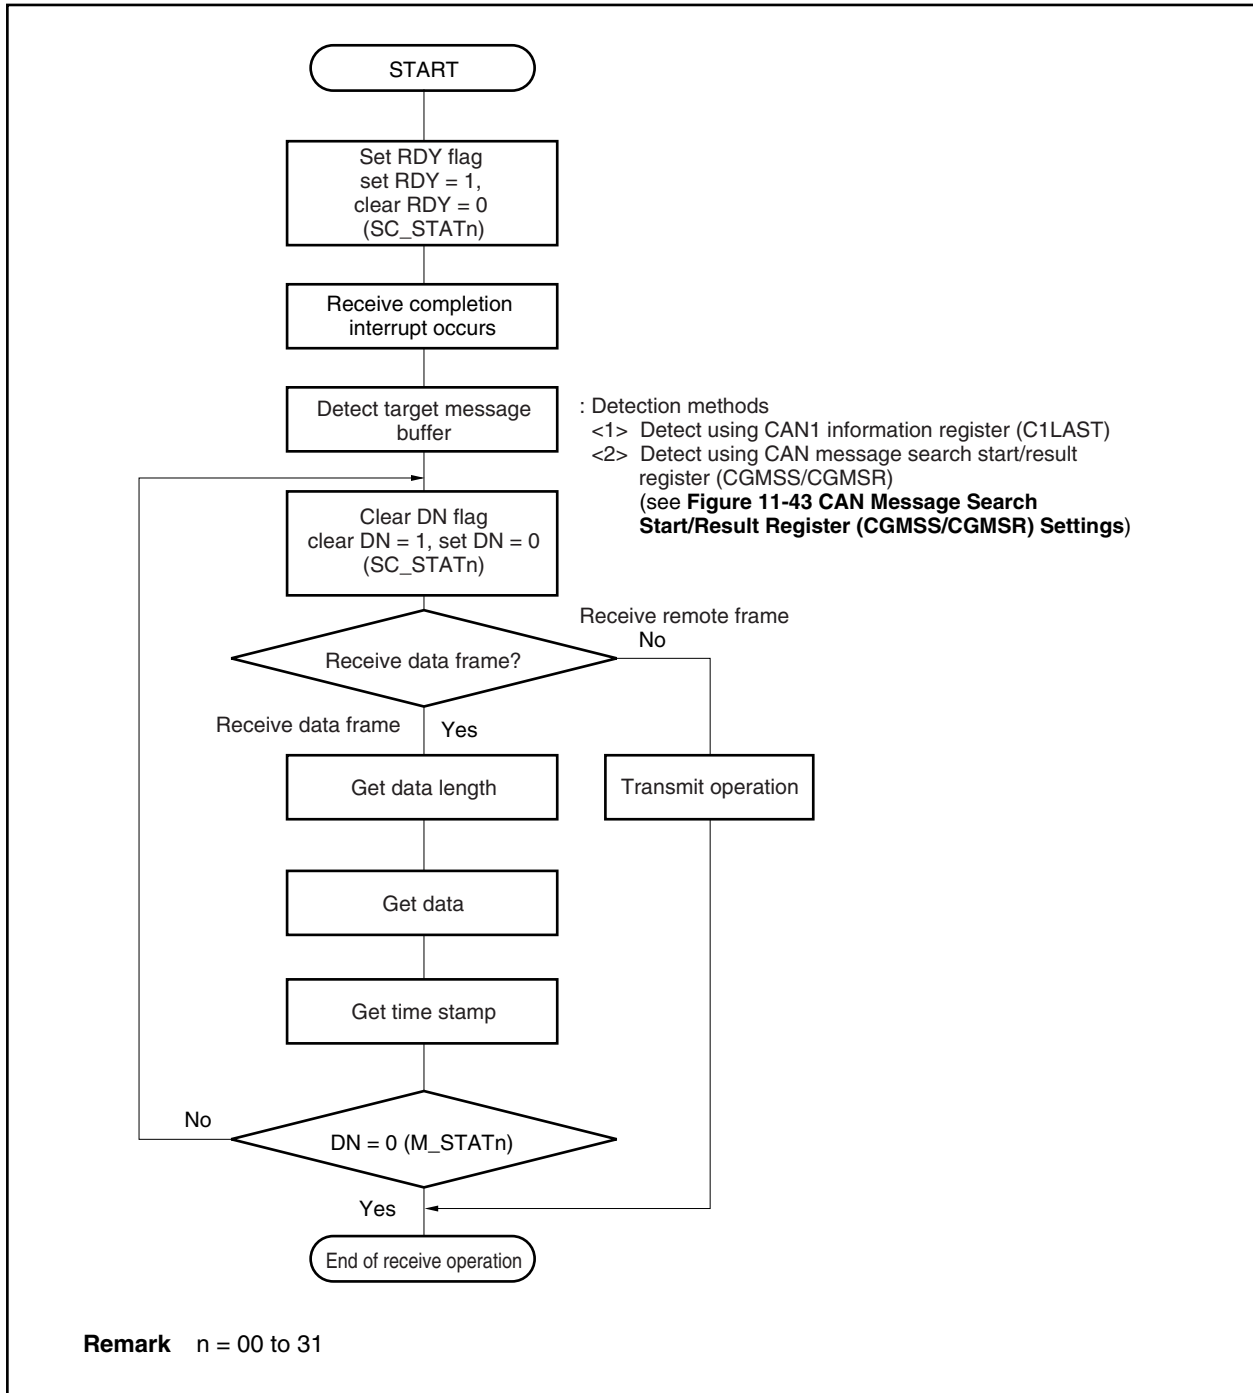 START
Set RDY flag
set RDY = 1,
clear RDY = 0
(SC_STATn)
Receive completion
interrupt occurs
Detect target message
buffer
: Detection methods
<1> Detect using CAN1 information register (C1LAST)
<2> Detect using CAN message search start/result
register (CGMSS/CGMSR)
(see Figure 11-43 CAN Message Search
Start/Result Register (CGMSS/CGMSR) Settings)
Clear DN flag
clear DN = 1, set DN = 0
(SC_STATn)
Receive remote frame
No
Receive data frame?
Receive data frame
Yes
Get data length
Transmit operation
Get data
Get time stamp
No
DN = 0 (M_STATn)
Yes
End of receive operation
Remark n = 00 to 31